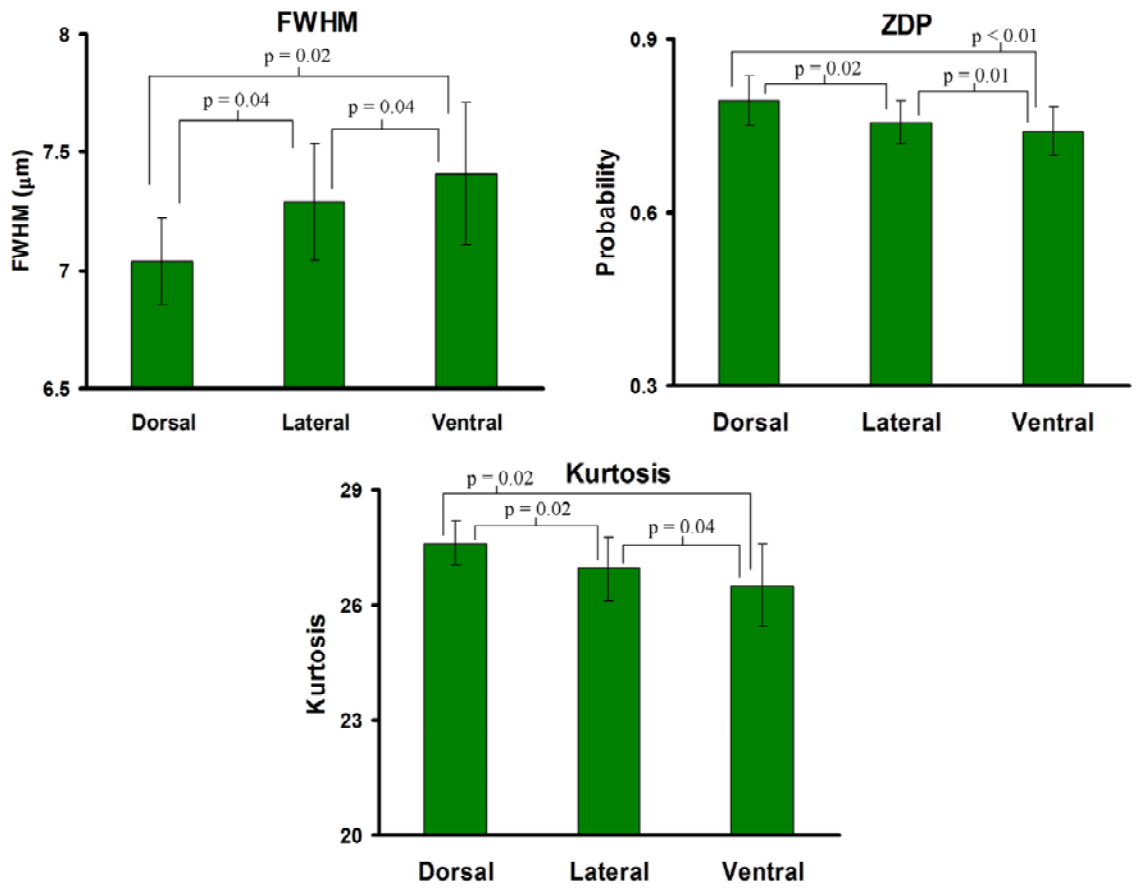 FWHM
8
7.5
7
6.5
FWHM (μm)
p = 0.02
p = 0.04
p = 0.04
Dorsal Lateral Ventral
ZDP
0.9
0.6
0.3
Probability
p < 0.01
p = 0.02
p = 0.01
Dorsal Lateral Ventral
Kurtosis
29
26
23
20
Kurtosis
p = 0.02
p = 0.02
p = 0.04
Dorsal Lateral Ventral